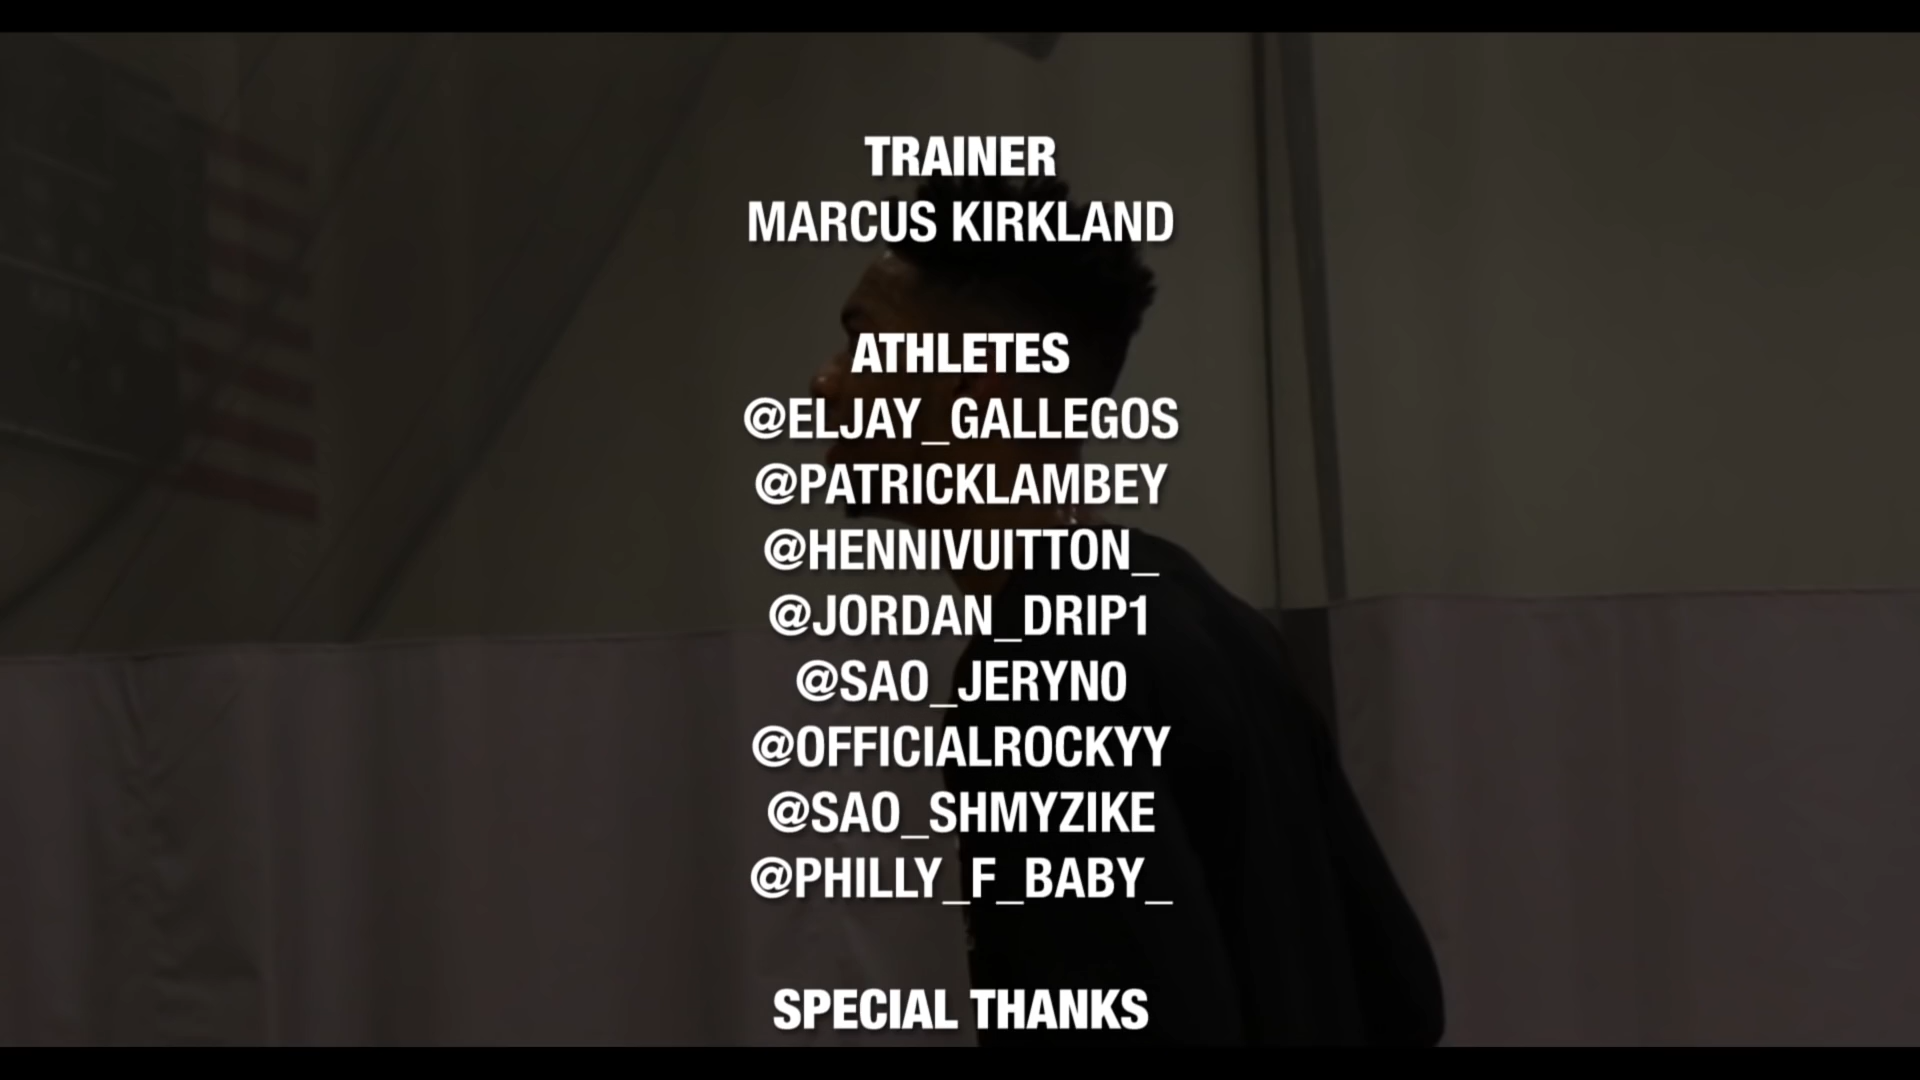 TRAINER
MARCUS KIRKLAND
ATHLETES
@ELJAY_GALLEGOS
@PATRICKLAMBEY
@HENNIVUITTON_
@JORDAN_DRIP1
@SAO_JERYN0
@OFFICIALROCKYY
@SAO_SHMYZIKE
@PHILLY_F_BABY_
SPECIAL THANKS